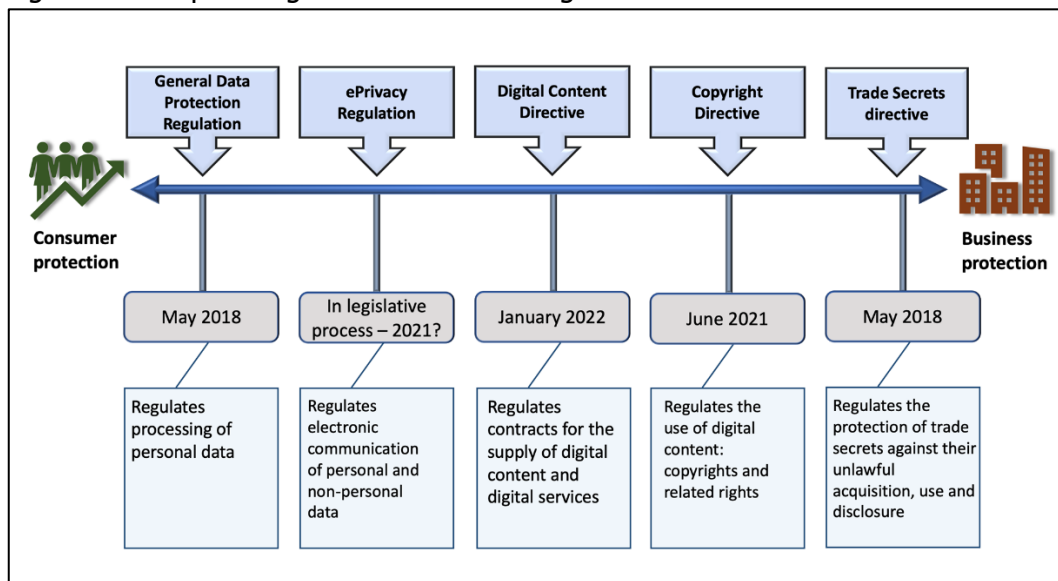 General Data
Protection
Regulation
ePrivacy
Regulation
Digital Content
Directive
Copyright
Directive
Trade Secrets
directive
Consumer
protection
Business
protection
May 2018
In legislative
process – 2021?
January 2022
June 2021
May 2018
Regulates
processing of
personal data
Regulates
electronic
communication
of personal and
non-personal
data
Regulates
contracts for the
supply of digital
content and
digital services
Regulates the
use of digital
content:
copyrights and
related rights
Regulates the
protection of trade
secrets against their
unlawful
acquisition, use and
disclosure